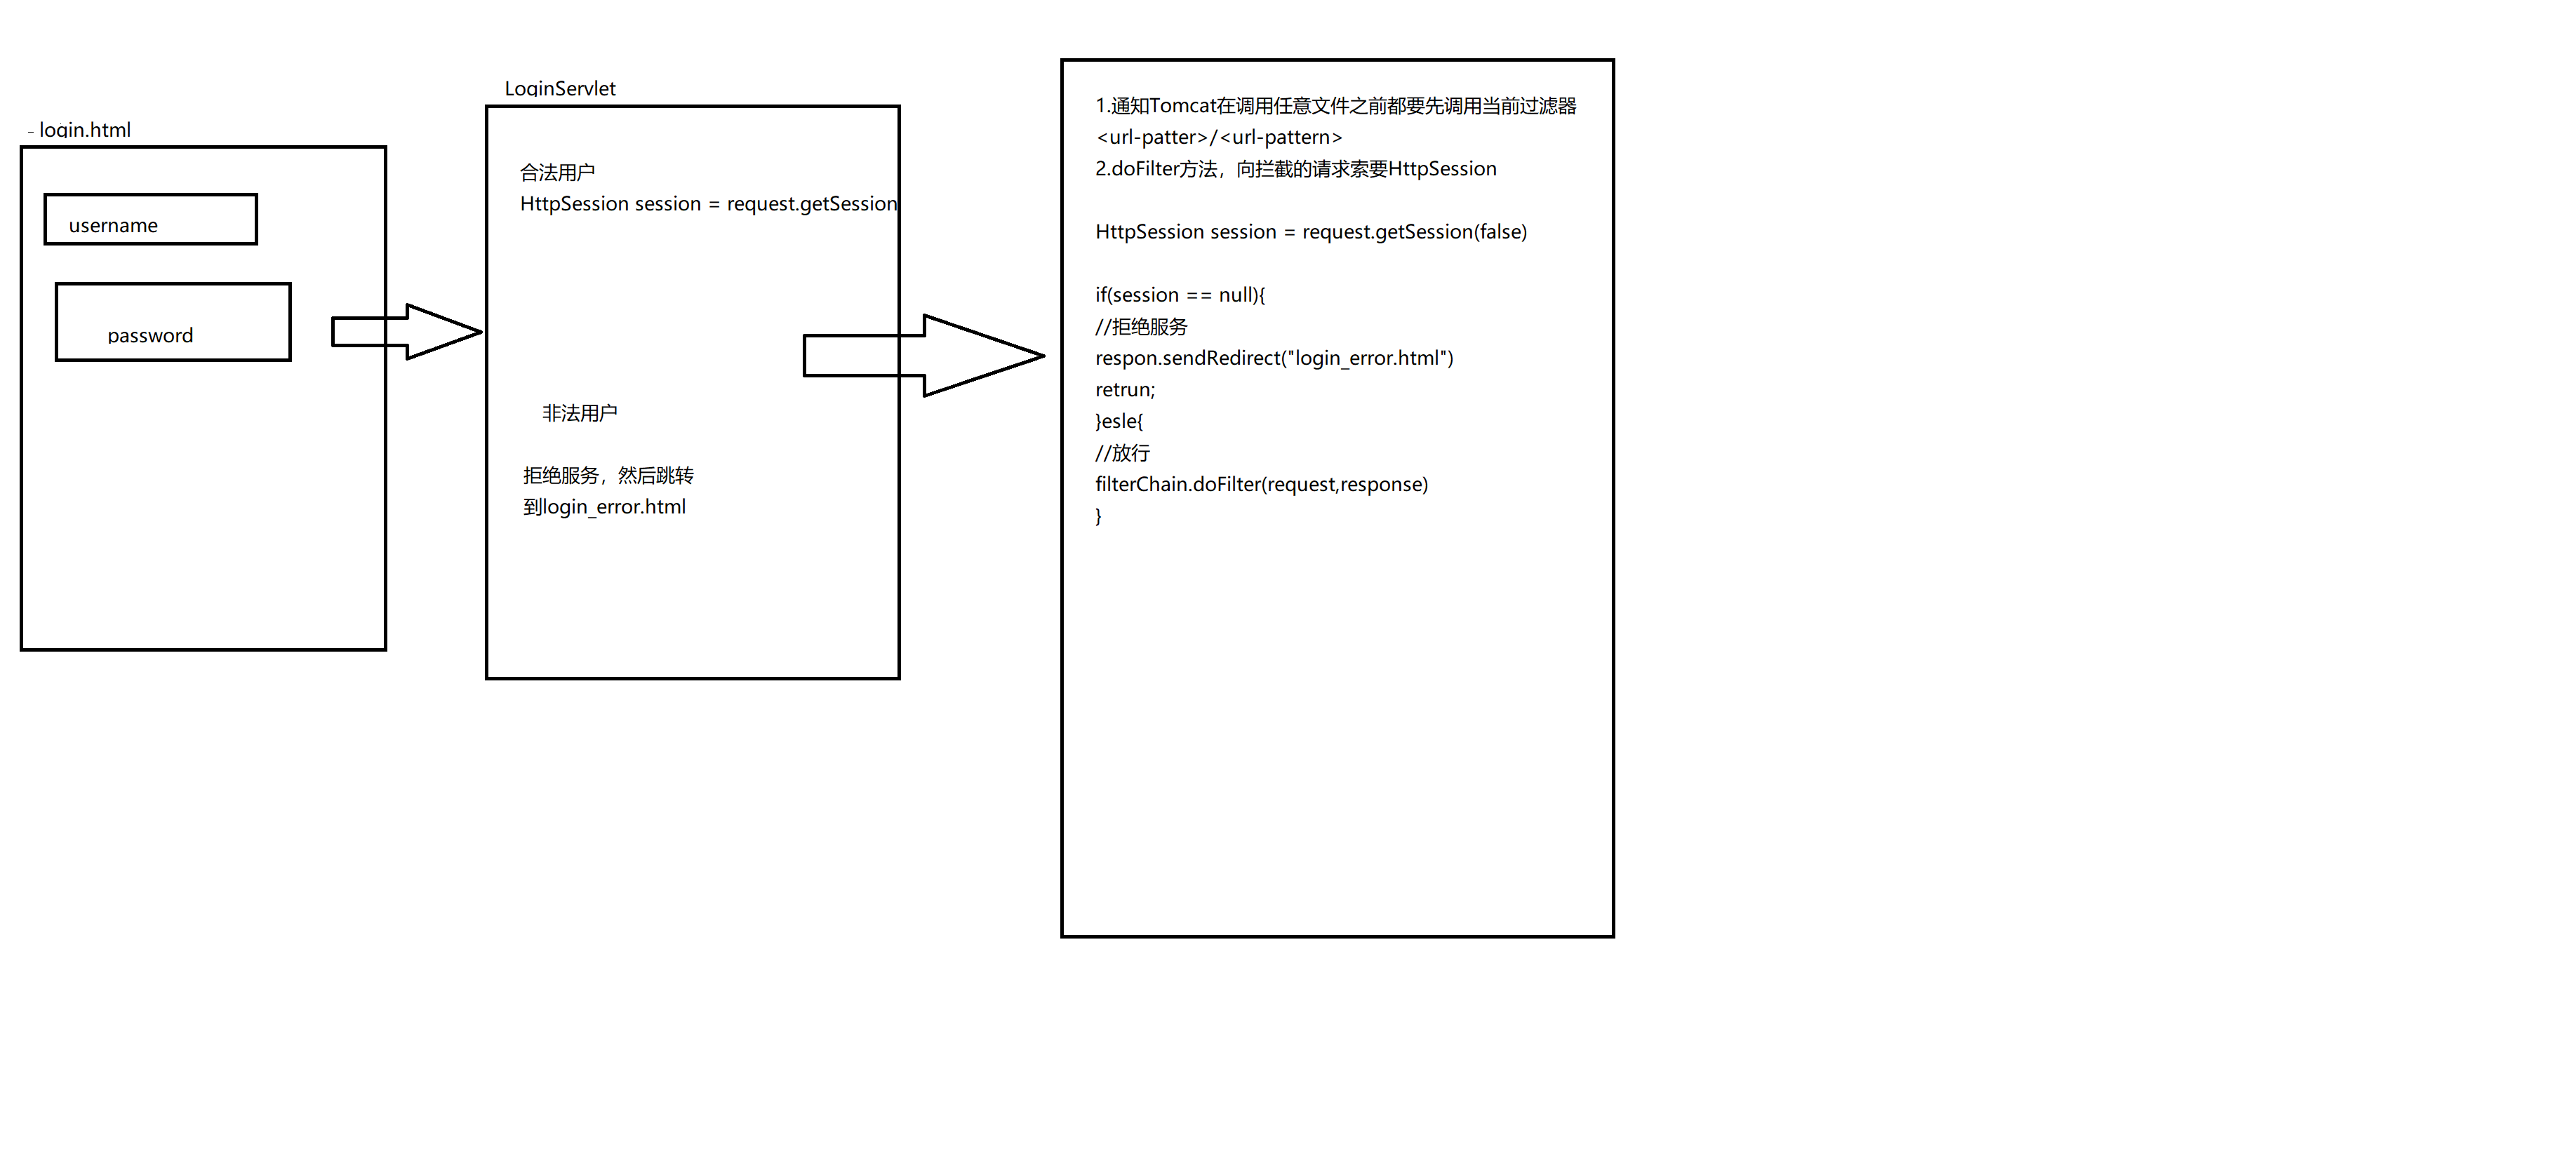 - login.html
username
password
LoginServlet
合法用户
HttpSession session = request.getSession
非法用户
拒绝服务，然后跳转
到login_error.html
1.通知Tomcat在调用任意文件之前都要先调用当前过滤器
<url-patter>/<url-pattern>
2.doFilter方法，向拦截的请求索要HttpSession
HttpSession session = request.getSession(false)
if(session == null){
//拒绝服务
respon.sendRedirect("login_error.html")
retrun;
}esle{
//放行
filterChain.doFilter(request,response)
}